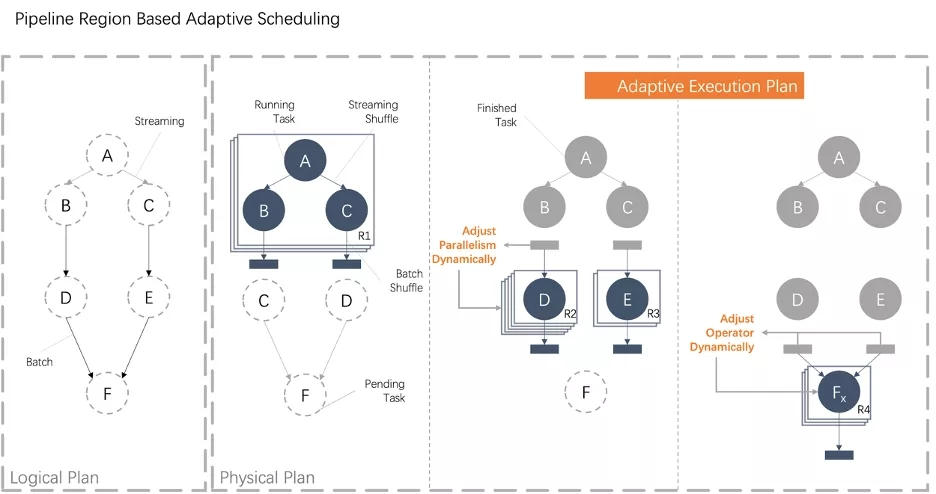 Pipeline Region Based Adaptive Scheduling
Streaming
A
B
C
D
E
Batch
F
Logical Plan
Running
Task
Streaming
Shuffle
A
B
C
R1
Batch
Shuffle
C
D
F
Pending
Task
Physical Plan
Adaptive Execution Plan
Finished
Task
A
B
C
Adjust
Parallelism
Dynamically
D
R2
E
R3
F
A
B
C
D
E
Adjust
Operator
Dynamically
Fx
R4